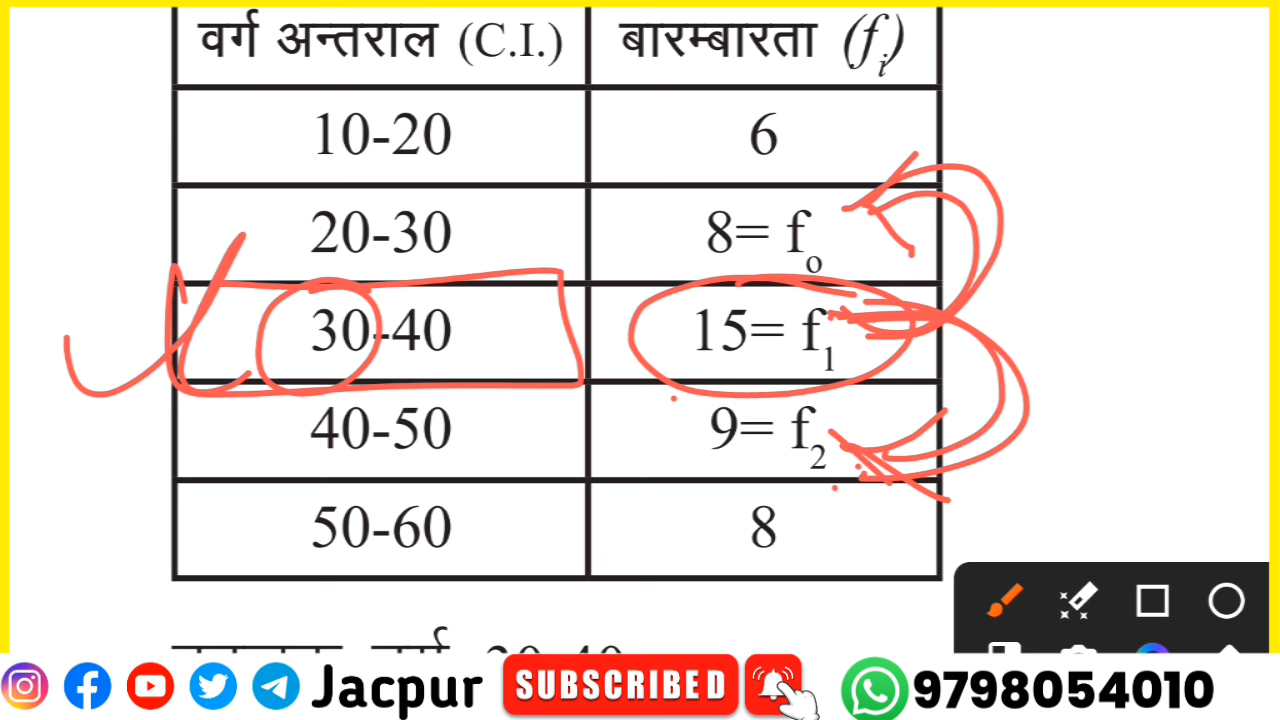 वर्ग अन्तराल (C.I.) बारम्बारता (fi)
10-20 6
20-30 8= fo
30-40 15= f1
40-50 9= f2
50-60 8
Jacpur SUBSCRIBED 9798054010